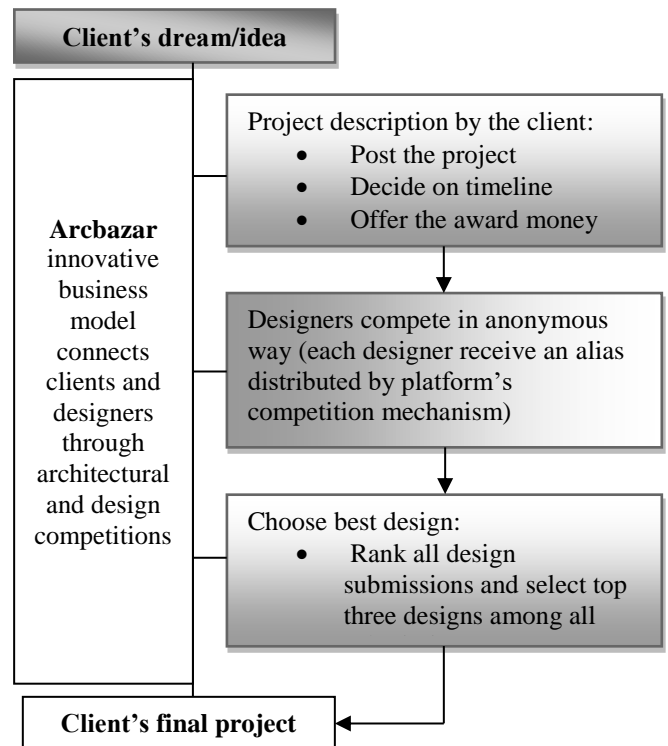 Client's dream/idea
Project description by the client:
• Post the project
• Decide on timeline
• Offer the award money
Arcbazar
innovative
business
model
connects
clients and
designers
through
architectural
and design
competitions
Designers compete in anonymous
way (each designer receive an alias
distributed by platform's
competition mechanism)
Choose best design:
• Rank all design
submissions and select top
three designs among all
Client's final project